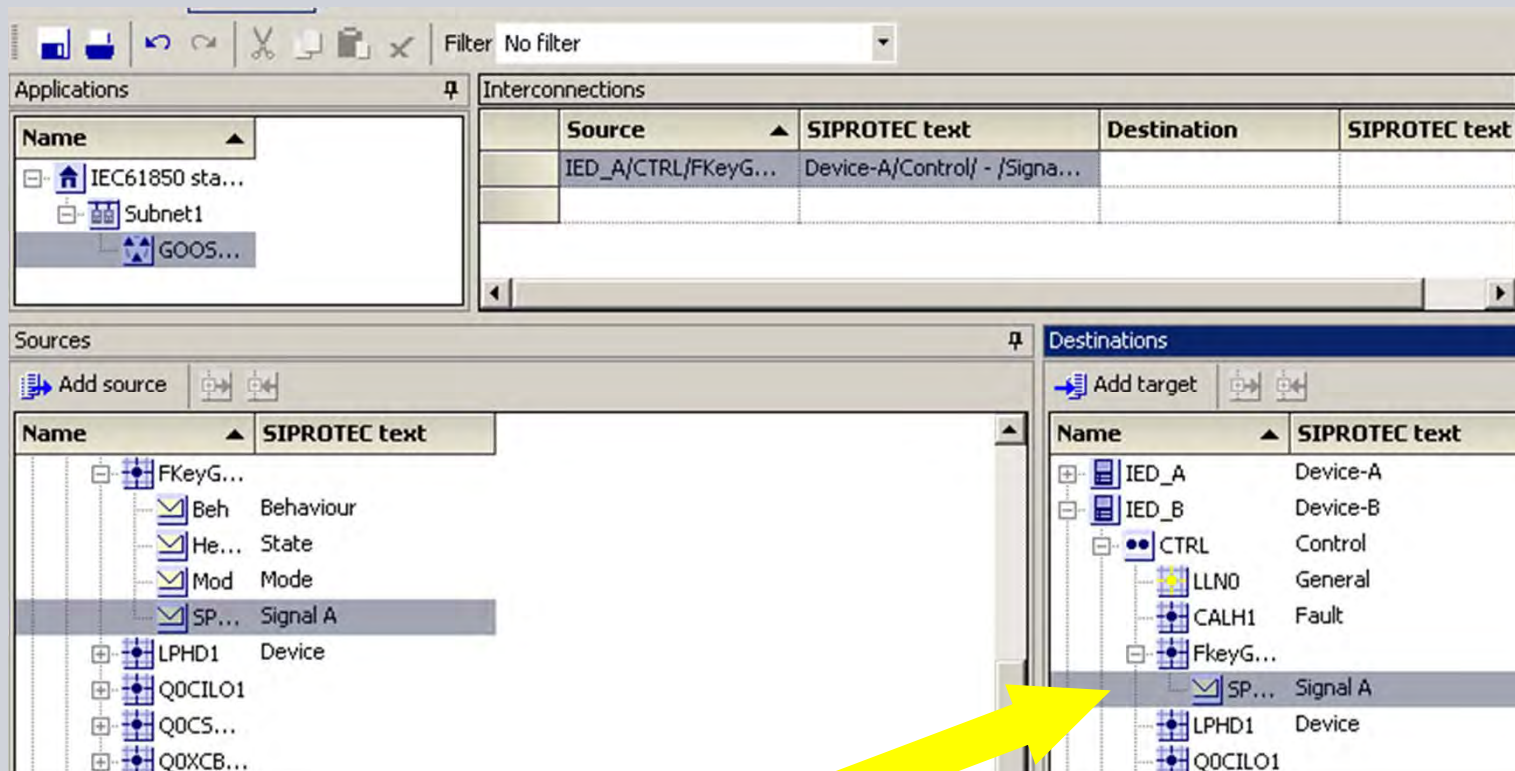 Filter No filter
Applications
Interconnections
Name
Source SIPROTEC text Destination SIPROTEC text
IED_A/CTRL/FKeyG... Device-A/Control/ - /Signa...
IEC61850 sta...
Subnet1
GOOS...
Sources
Add source
Name SIPROTEC text
FKeyG...
Beh Behaviour
He... State
Mod Mode
SP... Signal A
LPHD1 Device
Q0CILO1
Q0CS...
Q0XCB...
Destinations
Add target
Name SIPROTEC text
IED_A Device-A
IED_B Device-B
CTRL Control
LLN0 General
CALH1 Fault
FkeyG...
SP... Signal A
LPHD1 Device
Q0CILO1